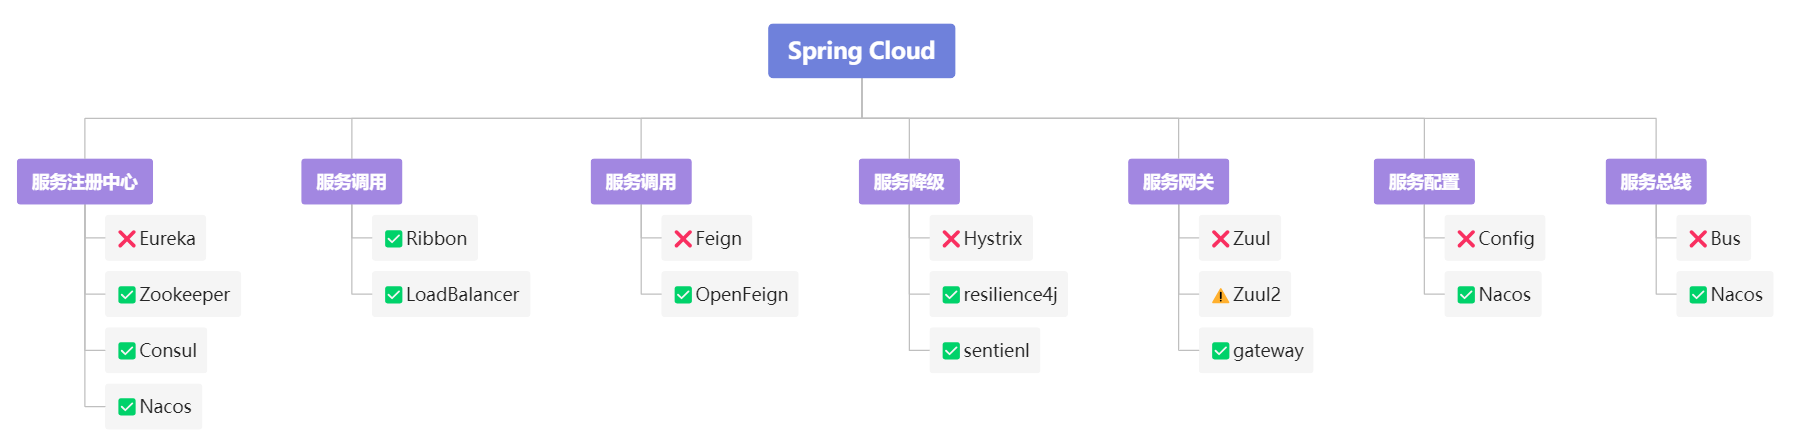 Spring Cloud
服务注册中心
Eureka
Zookeeper
Consul
Nacos
服务调用
Ribbon
LoadBalancer
服务调用
Feign
OpenFeign
服务降级
Hystrix
resilience4j
sentienl
服务网关
Zuul
Zuul2
gateway
服务配置
Config
Nacos
服务总线
Bus
Nacos